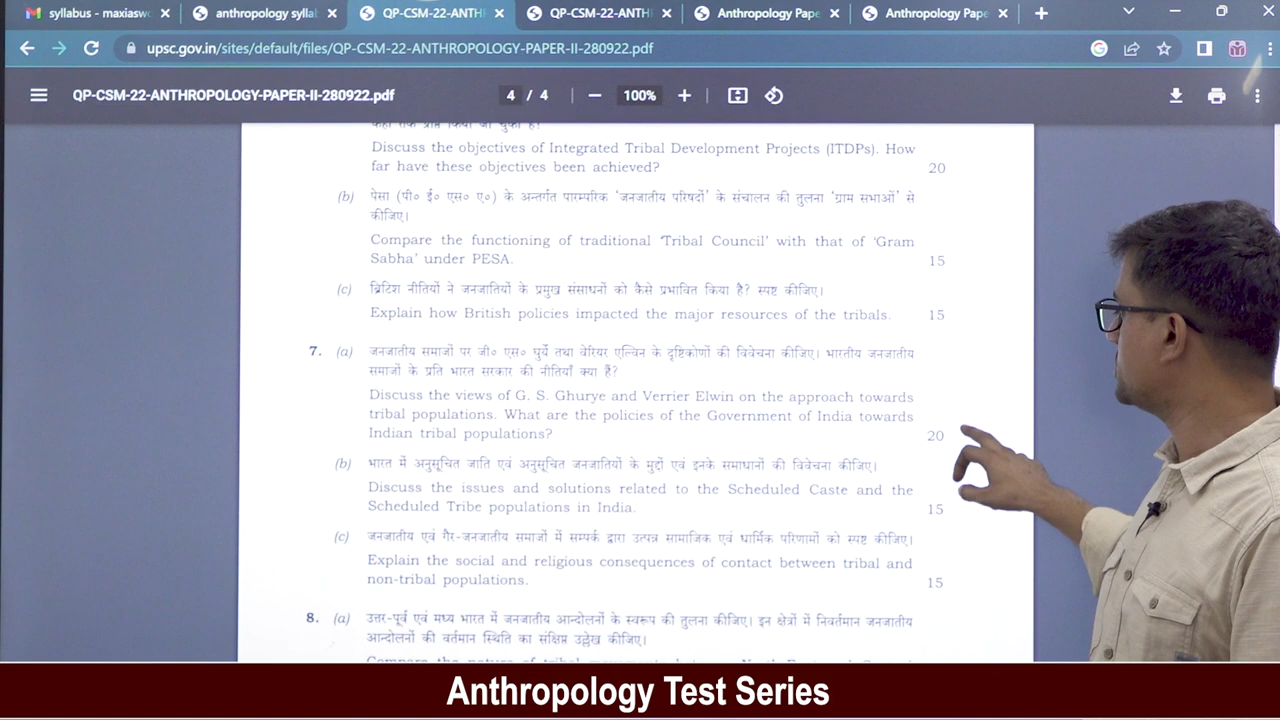 syllabus - maxiasw
anthropology syllab
QP-CSM-22-ANTH
QP-CSM-22-ANTHI
Anthropology Pape
Anthropology Pape
upsc.gov.in/sites/default/files/QP-CSM-22-ANTHROPOLOGY-PAPER-II-280922.pdf
QP-CSM-22-ANTHROPOLOGY-PAPER-II-280922.pdf
4 / 4
100%
Discuss the objectives of Integrated Tribal Development Projects (ITDPs). How
far have these objectives been achieved? 20
(b) पेसा (पी० ई० एस० ए०) के अन्तर्गत पारम्परिक ‘जनजातीय परिषदों’ के संचालन की तुलना ‘ग्राम सभाओं’ से
कीजिए।
Compare the functioning of traditional ‘Tribal Council’ with that of ‘Gram
Sabha’ under PESA. 15
(c) ब्रिटिश नीतियों ने जनजातियों के प्रमुख संसाधनों को कैसे प्रभावित किया है? स्पष्ट कीजिए।
Explain how British policies impacted the major resources of the tribals. 15
7. (a) जनजातीय समाजों पर जी० एस० घुर्ये तथा वेरियर एल्विन के दृष्टिकोणों की विवेचना कीजिए। भारतीय जनजातीय
समाजों के प्रति भारत सरकार की नीतियाँ क्या हैं?
Discuss the views of G. S. Ghurye and Verrier Elwin on the approach towards
tribal populations. What are the policies of the Government of India towards
Indian tribal populations? 20
(b) भारत में अनुसूचित जाति एवं अनुसूचित जनजातियों के मुद्दों एवं इनके समाधानों की विवेचना कीजिए।
Discuss the issues and solutions related to the Scheduled Caste and the
Scheduled Tribe populations in India. 15
(c) जनजातीय एवं गैर-जनजातीय समाजों में सम्पर्क द्वारा उत्पन्न सामाजिक एवं धार्मिक परिणामों को स्पष्ट कीजिए।
Explain the social and religious consequences of contact between tribal and
non-tribal populations. 15
8. (a) उत्तर-पूर्व एवं मध्य भारत में जनजातीय आन्दोलनों के स्वरूप की तुलना कीजिए। इन क्षेत्रों में निवर्तमान जनजातीय
आन्दोलनों की वर्तमान स्थिति का संक्षिप्त उल्लेख कीजिए।
Anthropology Test Series